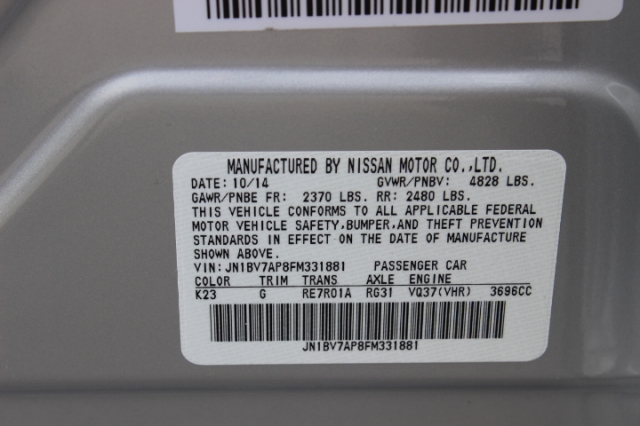 MANUFACTURED BY NISSAN MOTOR CO.,LTD.
DATE: 10/14 GVWR/PNBV: 4828 LBS.
GAWR/PNBE FR: 2370 LBS. RR: 2480 LBS.
THIS VEHICLE CONFORMS TO ALL APPLICABLE FEDERAL
MOTOR VEHICLE SAFETY,BUMPER,AND THEFT PREVENTION
STANDARDS IN EFFECT ON THE DATE OF MANUFACTURE
SHOWN ABOVE.
VIN: JN1BV7AP8FM331881 PASSENGER CAR
COLOR TRIM TRANS AXLE ENGINE
K23 G RE7R01A RG31 VQ37(VHR) 3696CC
JN1BV7AP8FM331881